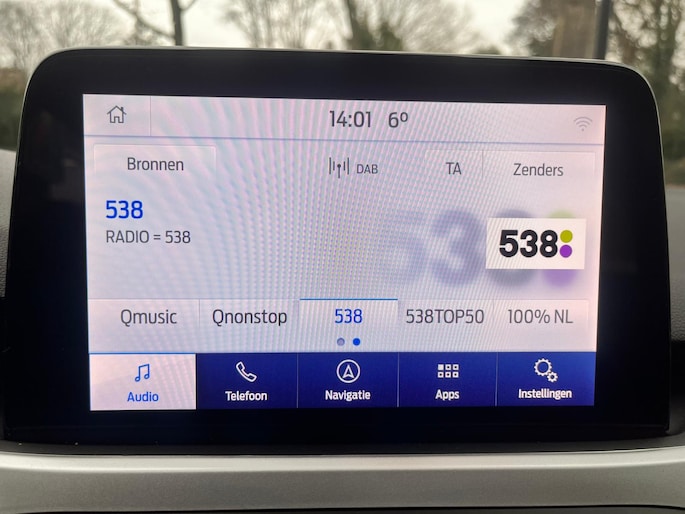 14:01 6º
Bronnen DAB TA Zenders
538
RADIO = 538
538
Qmusic Qnonstop 538 538TOP50 100% NL
Audio Telefoon Navigatie Apps Instellingen